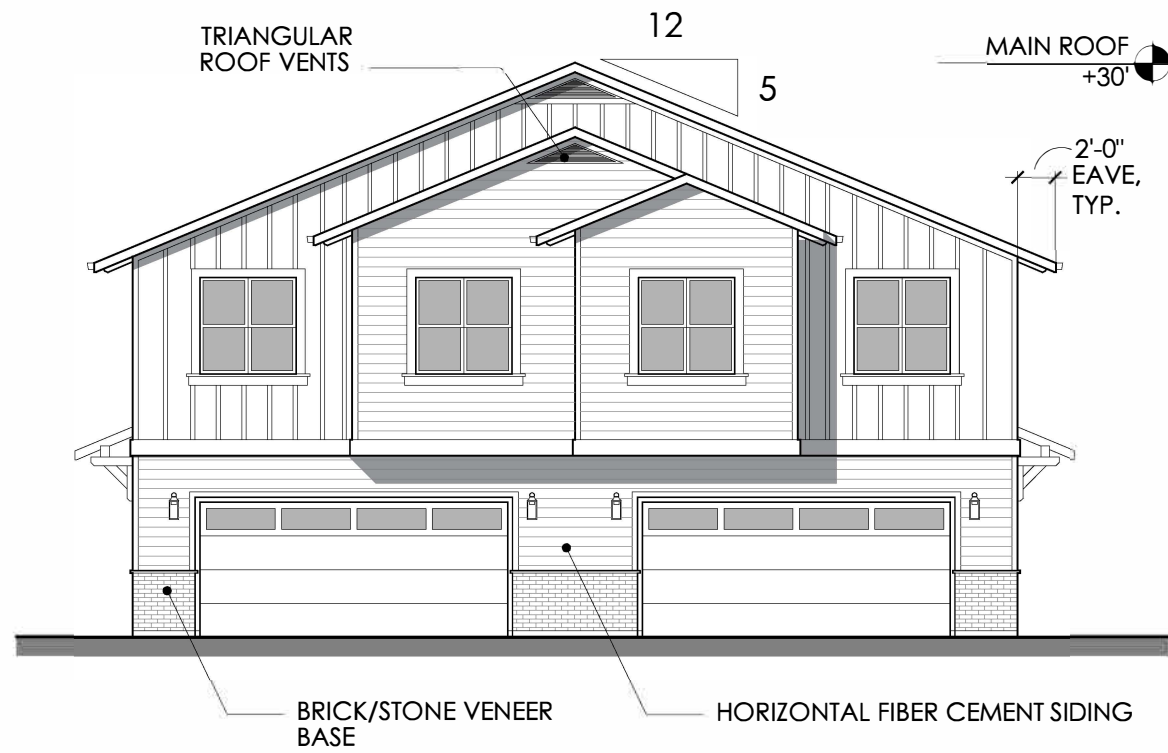 12
TRIANGULAR
ROOF VENTS
MAIN ROOF
+30'
5
2'-0"
EAVE,
TYP.
BRICK/STONE VENEER
BASE
HORIZONTAL FIBER CEMENT SIDING